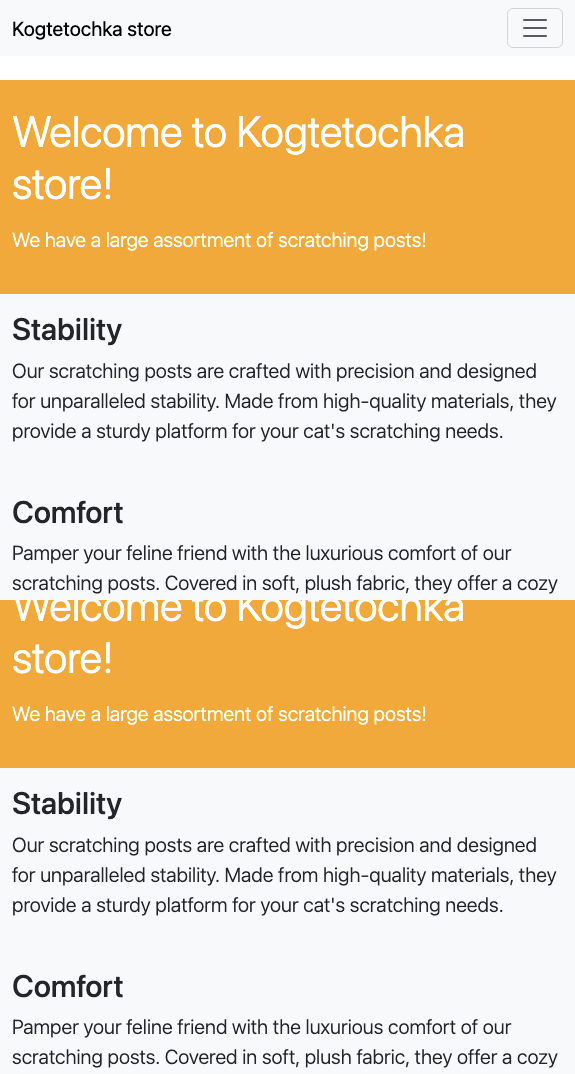 Kogtetochka store
Welcome to Kogtetochka
store!
We have a large assortment of scratching posts!
Stability
Our scratching posts are crafted with precision and designed
for unparalleled stability. Made from high-quality materials, they
provide a sturdy platform for your cat's scratching needs.
Comfort
Pamper your feline friend with the luxurious comfort of our
scratching posts. Covered in soft, plush fabric, they offer a cozy
Welcome to Kogtetochka
store!
We have a large assortment of scratching posts!
Stability
Our scratching posts are crafted with precision and designed
for unparalleled stability. Made from high-quality materials, they
provide a sturdy platform for your cat's scratching needs.
Comfort
Pamper your feline friend with the luxurious comfort of our
scratching posts. Covered in soft, plush fabric, they offer a cozy